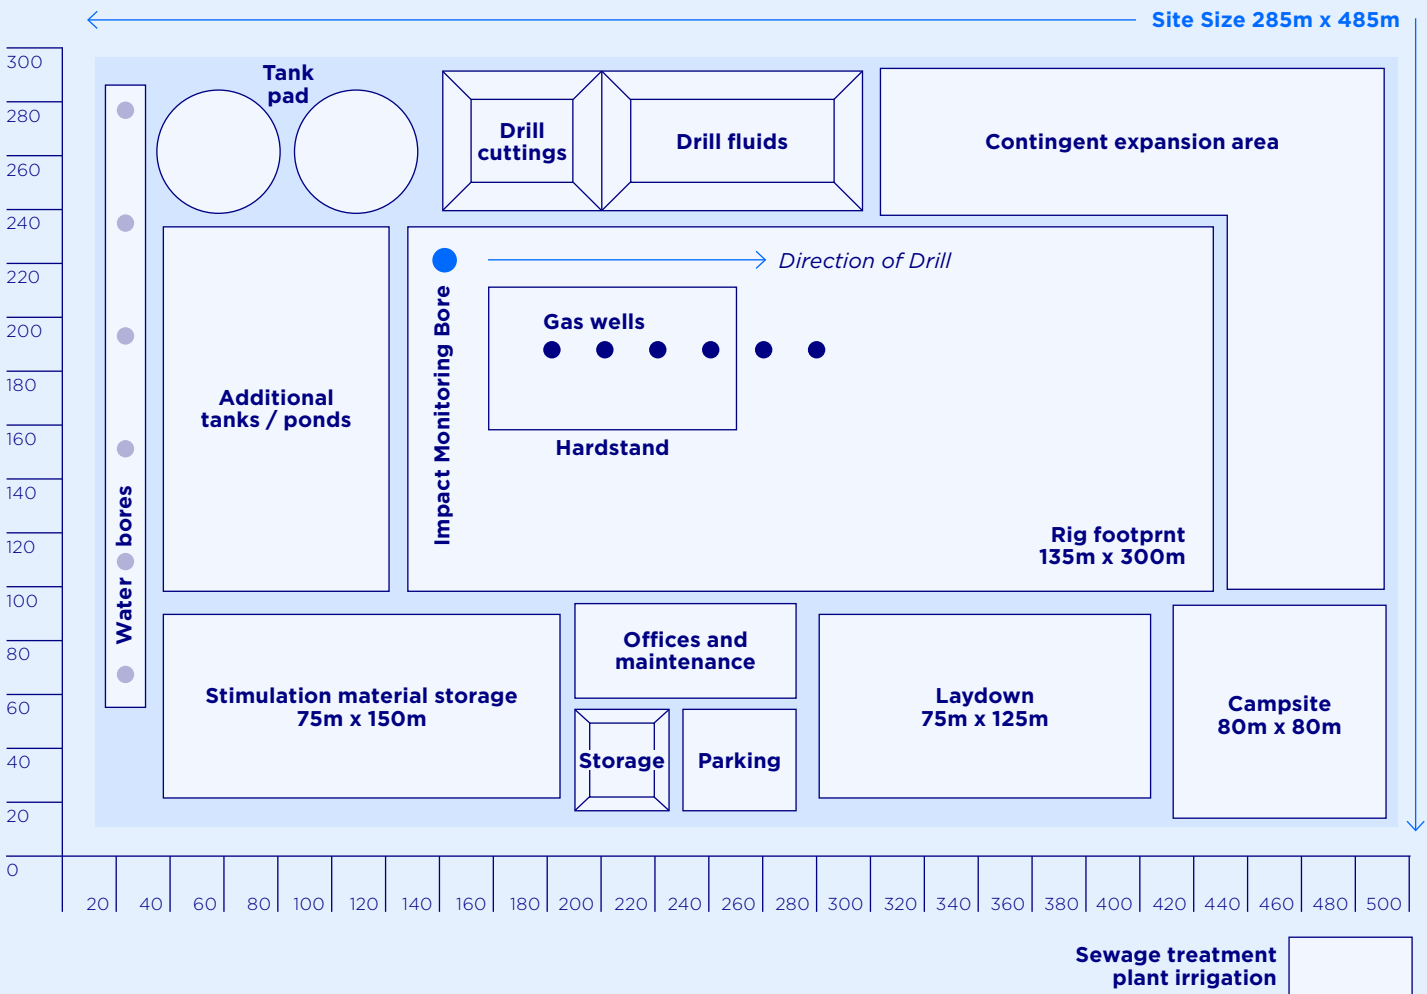 Site Size 285m x 485m
300
280
260
240
220
200
180
160
140
120
100
80
60
40
20
0
Tank
pad
Drill
cuttings
Drill fluids
Contingent expansion area
Direction of Drill
Impact Monitoring Bore
Gas wells
Hardstand
Additional
tanks / ponds
Water bores
Rig footprnt
135m x 300m
Offices and
maintenance
Stimulation material storage
75m x 150m
Laydown
75m x 125m
Campsite
80m x 80m
Storage
Parking
20 40 60 80 100 120 140 160 180 200 220 240 260 280 300 320 340 360 380 400 420 440 460 480 500
Sewage treatment
plant irrigation